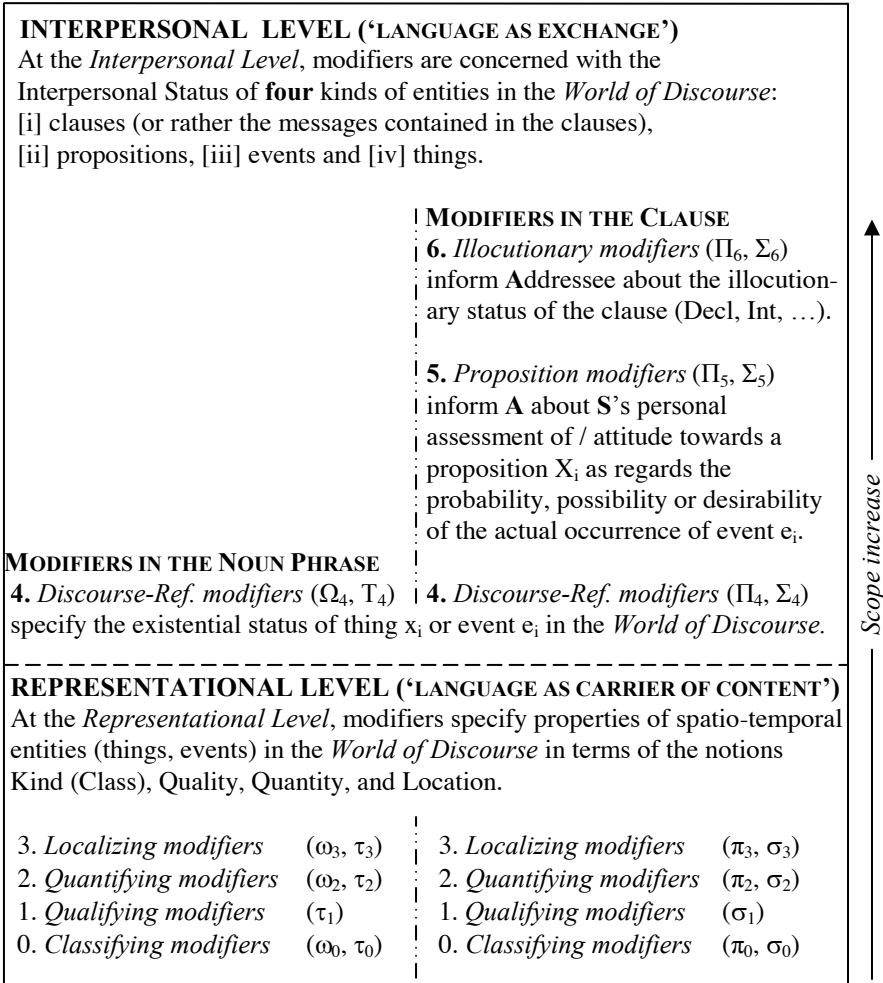 INTERPERSONAL LEVEL (‘LANGUAGE AS EXCHANGE’)
At the Interpersonal Level, modifiers are concerned with the
Interpersonal Status of four kinds of entities in the World of Discourse:
[i] clauses (or rather the messages contained in the clauses),
[ii] propositions, [iii] events and [iv] things.
MODIFIERS IN THE CLAUSE
6. Illocutionary modifiers (Π6, Σ6)
inform Addressee about the illocution-
ary status of the clause (Decl, Int, …).
5. Proposition modifiers (Π5, Σ5)
inform A about S’s personal
assessment of / attitude towards a
proposition Xi as regards the
probability, possibility or desirability
of the actual occurrence of event ei.
MODIFIERS IN THE NOUN PHRASE
4. Discourse-Ref. modifiers (Ω4, T4) 4. Discourse-Ref. modifiers (Π4, Σ4)
specify the existential status of thing xi or event ei in the World of Discourse.
REPRESENTATIONAL LEVEL (‘LANGUAGE AS CARRIER OF CONTENT’)
At the Representational Level, modifiers specify properties of spatio-temporal
entities (things, events) in the World of Discourse in terms of the notions
Kind (Class), Quality, Quantity, and Location.
3. Localizing modifiers (ω3, τ3) 3. Localizing modifiers (π3, σ3)
2. Quantifying modifiers (ω2, τ2) 2. Quantifying modifiers (π2, σ2)
1. Qualifying modifiers (τ1) 1. Qualifying modifiers (σ1)
0. Classifying modifiers (ω0, τ0) 0. Classifying modifiers (π0, σ0)
Scope increase